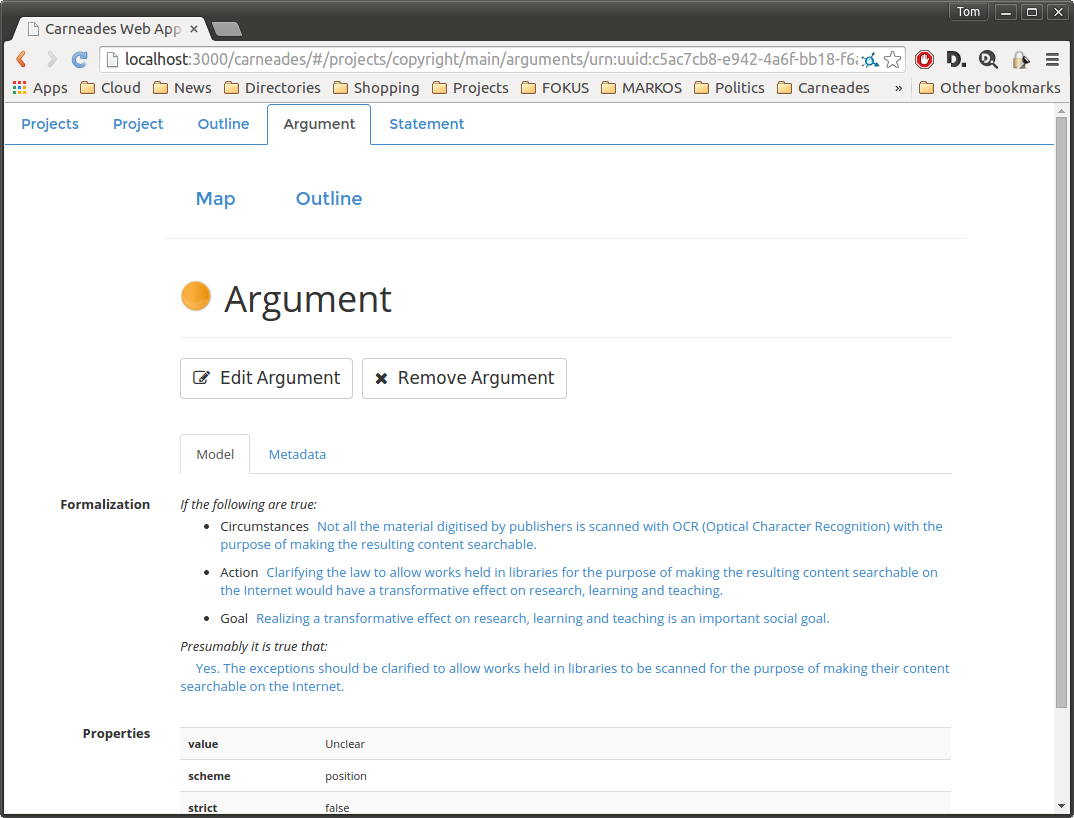 Tom
Carneades Web App
localhost:3000/carneades/#/projects/copyright/main/arguments/urn:uuid:c5ac7cb8-e942-4a6f-bb18-f6
Apps Cloud News Directories Shopping Projects FOKUS MARKOS Politics Carneades » Other bookmarks
Projects Project Outline Argument Statement
Map Outline
Argument
Edit Argument Remove Argument
Model Metadata
Formalization If the following are true:
• Circumstances Not all the material digitised by publishers is scanned with OCR (Optical Character Recognition) with the
purpose of making the resulting content searchable.
• Action Clarifying the law to allow works held in libraries for the purpose of making the resulting content searchable on
the Internet would have a transformative effect on research, learning and teaching.
• Goal Realizing a transformative effect on research, learning and teaching is an important social goal.
Presumably it is true that:
Yes. The exceptions should be clarified to allow works held in libraries to be scanned for the purpose of making their content
searchable on the Internet.
Properties
value Unclear
scheme position
strict false